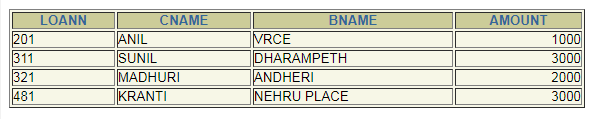 LOANN CNAME BNAME AMOUNT
201 ANIL VRCE 1000
311 SUNIL DHARAMPETH 3000
321 MADHURI ANDHERI 2000
481 KRANTI NEHRU PLACE 3000